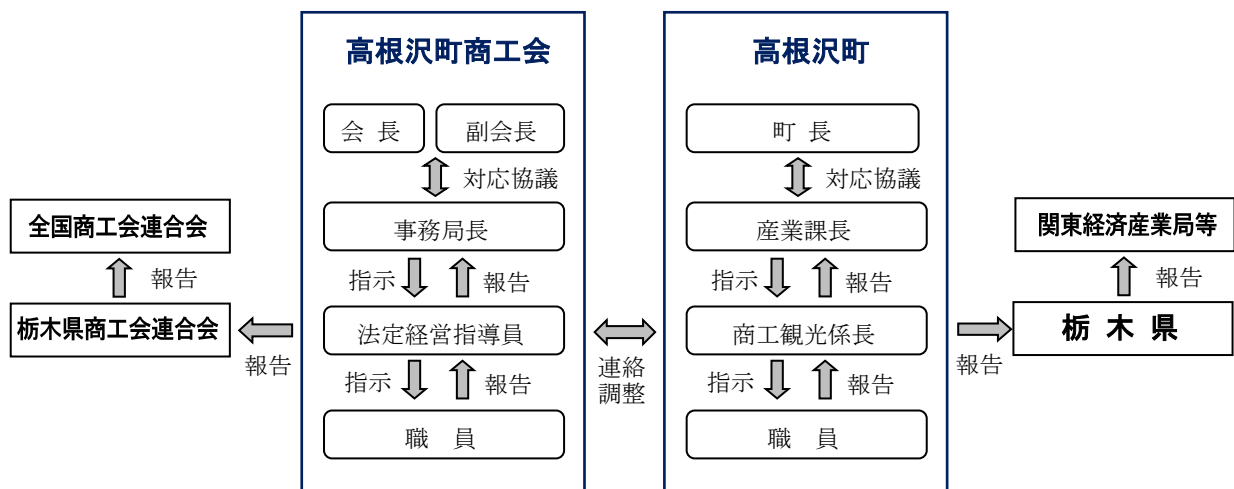 高根沢町商工会
高根沢町
会 長
副会長
町 長
対応協議
対応協議
全国商工会連合会
事務局長
産業課長
関東経済産業局等
報告
指示
報告
指示
報告
報告
栃木県商工会連合会
法定経営指導員
商工観光係長
栃 木 県
報告
連絡
調整
報告
指示
報告
指示
報告
職 員
職 員